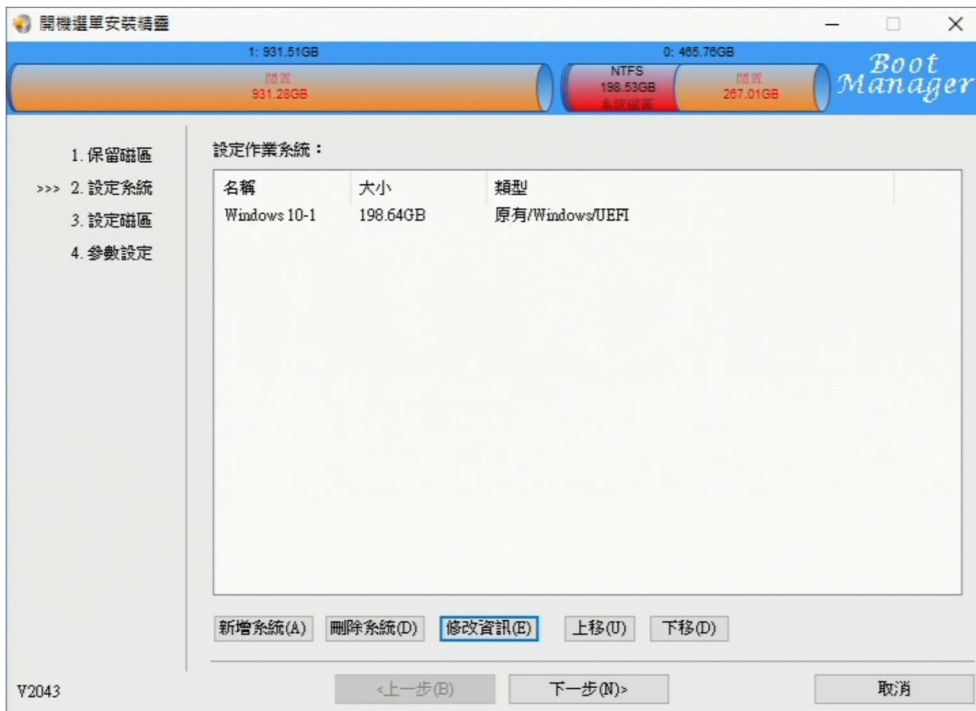 開機選單安裝精靈
1: 931.51GB
閒置
931.28GB
0: 465.76GB
NTFS
198.53GB
系統磁區
閒置
267.01GB
Boot
Manager
1. 保留磁區
>>> 2. 設定系統
3. 設定磁區
4. 參數設定
設定作業系統：
名稱 大小 類型
Windows 10-1 198.64GB 原有/Windows/UEFI
新增系統(A) 刪除系統(D) 修改資訊(E) 上移(U) 下移(D)
V2043 <上一步(B) 下一步(N)> 取消